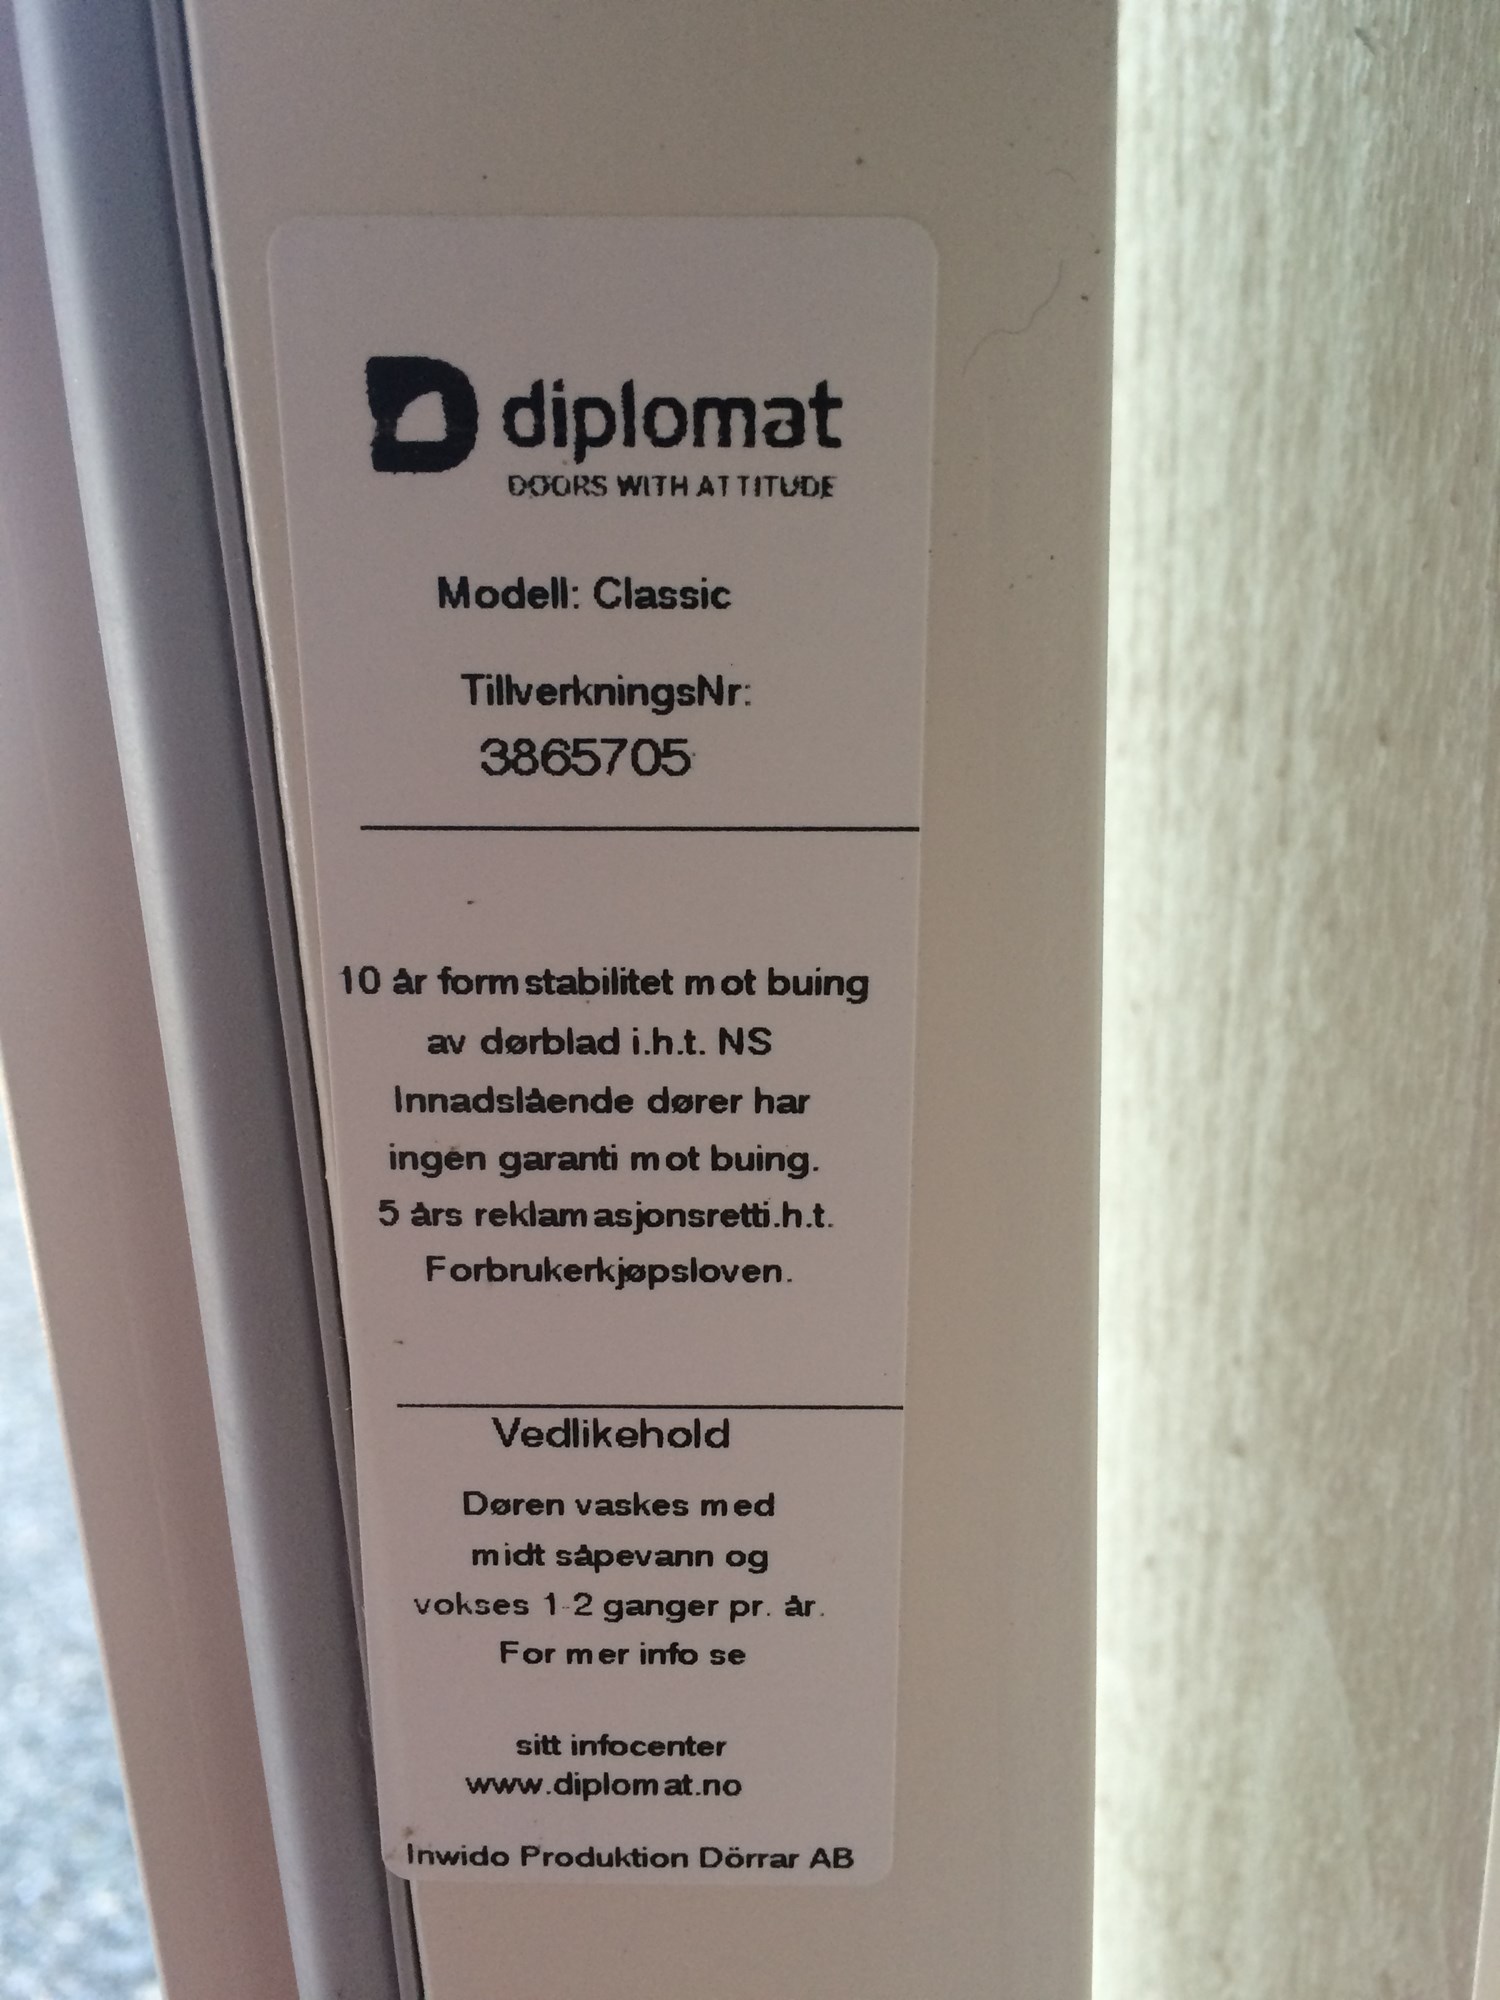 diplomat
DOORS WITH ATTITUDE
Modell: Classic
TillverkningsNr:
3865705
10 år formstabilitet mot buing
av dørblad i.h.t. NS
Innadslående dører har
ingen garanti mot buing.
5 års reklamasjonsretti.h.t.
Forbrukerkjøpsloven.
Vedlikehold
Døren vaskes med
midt såpevann og
vokses 1-2 ganger pr. år.
For mer info se
sitt infocenter
www.diplomat.no
Inwido Produktion Dörrar AB